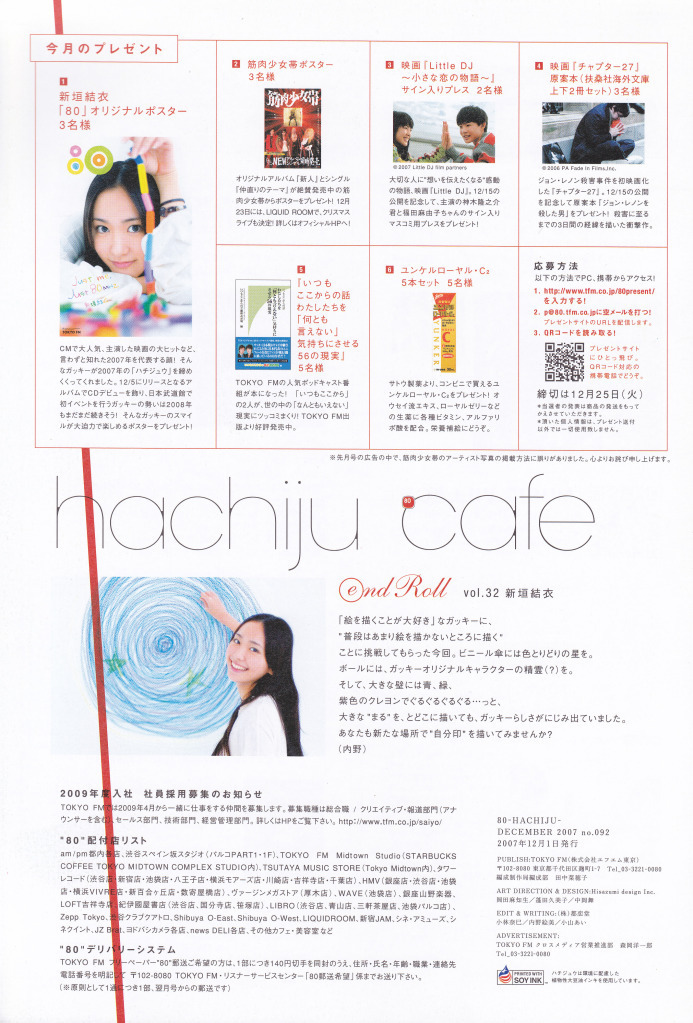 今月のプレゼント
1
新垣結衣
「80」オリジナルポスター
3名様
80
Just 80
TOKYO FM
CMで大人気、主演した映画の大ヒットなど、
言わずと知れた2007年を代表する顔! そん
なガッキーが2007年の「ハチジュウ」を締め
くくってくれました。12/5にリリースとなるア
ルバムでCDデビューを飾り、日本武道館で
初イベントを行うガッキーの勢いは2008年
もまだまだ続きそう! そんなガッキーのスマイ
ルが大迫力で楽しめるポスターをプレゼント!
2 筋肉少女帯ポスター
3名様
筋肉少女帯
オリジナルアルバム『新人』とシングル
『仲直りのテーマ』が絶賛発売中の筋
肉少女帯からポスターをプレゼント! 12月
23日には、LIQUID ROOMで、クリスマス
ライブも決定! 詳しくはオフィシャルHPへ!
3 映画『Little DJ
〜小さな恋の物語〜』
サイン入りプレス 2名様
©2007 Little DJ film partners
大切な人に"想いを伝えたくなる"感動
の物語、映画『Little DJ』。12/15の
公開を記念して、主演の神木隆之介
君と福田麻由子ちゃんのサイン入り
マスコミ用プレスをプレゼント!
4 映画『チャプター27』
原案本(扶桑社海外文庫
上下2冊セット)3名様
©2006 PA Fade In Films,Inc.
ジョン・レノン殺害事件を初映画化
した『チャプター27』。12/15の公開
を記念して原案本『ジョン・レノンを
殺した男』をプレゼント! 殺害に至る
までの3日間の経緯を描いた衝撃作。
5
『いつも
ここからの話
わたしたちを
「何とも
言えない」
気持ちにさせる
56の現実』
5名様
TOKYO FMの人気ポッドキャスト番
組が本になった! 「いつもここから」
の2人が、世の中の「なんともいえない」
現実にツッコミまくり! TOKYO FM出
版より好評発売中。
6 ユンケルローヤル・C₂
5本セット 5名様
サトウ製薬より、コンビニで買えるユ
ンケルローヤル・C₂をプレゼント! オ
ウセイ流エキス、ローヤルゼリーなど
の生薬に各種ビタミン、アルファリ
ポ酸を配合。栄養補給にどうぞ。
応募方法
以下の方法でPC、携帯からアクセス!
1. http://www.tfm.co.jp/80present/
を入力する!
2. p@80.tfm.co.jpに空メールを打つ!
プレゼントサイトのURLを配信します。
3. QRコードを読み取る!
プレゼントサイト
にひとっ飛び。
QRコード対応の
携帯電話でどうぞ。
締切は12月25日(火)
*当選者の発表は商品の発送をもって
かえさせていただきます。
*頂いた個人情報は、プレゼント送付
以外では一切使用致しません。
※先月号の広告の中で、筋肉少女帯のアーティスト写真の掲載方法に誤りがありました。心よりお詫び申し上げます。
hachiju cafe
80
end Roll vol.32 新垣結衣
「絵を描くことが大好き」なガッキーに、
"普段はあまり絵を描かないところに描く"
ことに挑戦してもらった今回。ビニール傘には色とりどりの星を。
ボールには、ガッキーオリジナルキャラクターの精霊(?)を。
そして、大きな壁には青、緑、
紫色のクレヨンでぐるぐるぐるぐる…っと、
大きな"まる"を、とどこに描いても、ガッキーらしさがにじみ出ていました。
あなたも新たな場所で"自分印"を描いてみませんか?
(内野)
2009年度入社 社員採用募集のお知らせ
TOKYO FMでは2009年4月から一緒に仕事をする仲間を募集します。募集職種は総合職 / クリエイティブ・報道部門(アナ
ウンサーを含む)、セールス部門、技術部門、経営管理部門。詳しくはHPをご覧下さい。http://www.tfm.co.jp/saiyo/
"80"配付店リスト
am/pm都内各店、渋谷スペイン坂スタジオ(パルコPART1・1F)、TOKYO FM Midtown Studio(STARBUCKS
COFFEE TOKYO MIDTOWN COMPLEX STUDIO内)、TSUTAYA MUSIC STORE(Tokyo Midtown内)、タワー
レコード(渋谷店・新宿店・池袋店・八王子店・横浜モアーズ店・川崎店・吉祥寺店・千葉店)、HMV(銀座店・渋谷店・池袋
店・横浜VIVRE店・新百合ヶ丘店・数寄屋橋店)、ヴァージンメガストア(厚木店)、WAVE(池袋店)、銀座山野楽器、
LOFT吉祥寺店、紀伊國屋書店(渋谷店、国分寺店、笹塚店)、LIBRO(渋谷店、青山店、三軒茶屋店、池袋パルコ店)、
Zepp Tokyo、渋谷クラブクアトロ、Shibuya O-East、Shibuya O-West、LIQUIDROOM、新宿JAM、シネ・アミューズ、シ
ネクイント、JZ Brat、ヨドバシカメラ各店、news DELI各店、その他カフェ・美容室など
"80"デリバリーシステム
TOKYO FM フリーペーパー"80"郵送ご希望の方は、1部につき140円切手を同封のうえ、住所・氏名・年齢・職業・連絡先
電話番号を明記して 〒102-8080 TOKYO FM・リスナーサービスセンター「80郵送希望」係までお送り下さい。
(※原則として1通につき1部、翌月号からの郵送です)
80-HACHIJU-
DECEMBER 2007 no.092
2007年12月1日発行
PUBLISH:TOKYO FM(株式会社エフエム東京)
〒102-8080 東京都千代田区麹町1-7 Tel_03-3221-0080
編成制作局編成部 田中菜穂子
ART DIRECTION & DESIGN:Hisazumi design Inc.
岡田麻知生/蓬田久美子/中岡舞
EDIT & WRITING:(株)都恋堂
小林奈巳/内野絵美/小山あい
ADVERTISEMENT:
TOKYO FM クロスメディア営業推進部 森岡洋一郎
Tel_03-3221-0080
PRINTED WITH
SOY INK
ハチジュウは環境に配慮した
植物性大豆油インキを使用しています。